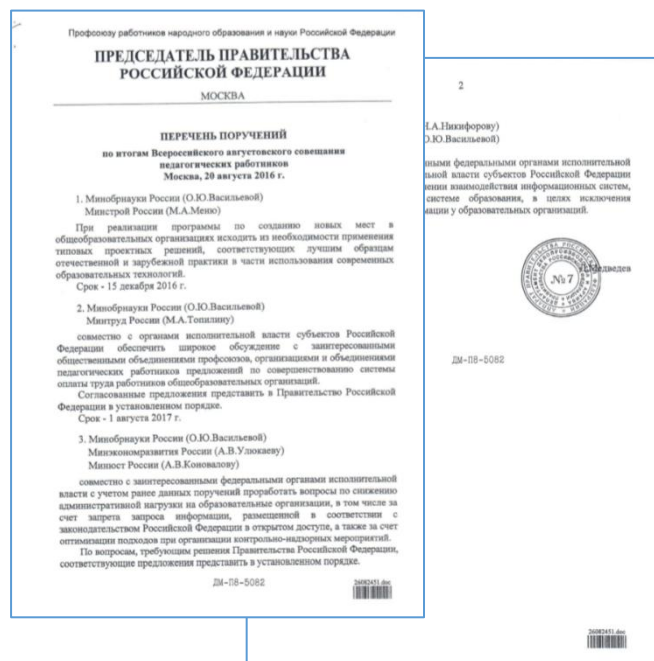 Профсоюзу работников народного образования и науки Российской Федерации
ПРЕДСЕДАТЕЛЬ ПРАВИТЕЛЬСТВА
РОССИЙСКОЙ ФЕДЕРАЦИИ
МОСКВА
ПЕРЕЧЕНЬ ПОРУЧЕНИЙ
по итогам Всероссийского августовского совещания
педагогических работников
Москва, 20 августа 2016 г.
1. Минобрнауки России (О.Ю.Васильевой)
Минстрой России (М.А.Меню)
При реализации программы по созданию новых мест в
общеобразовательных организациях исходить из необходимости применения
типовых проектных решений, соответствующих лучшим образцам
отечественной и зарубежной практики в части использования современных
образовательных технологий.
Срок - 15 декабря 2016 г.
2. Минобрнауки России (О.Ю.Васильевой)
Минтруд России (М.А.Топилину)
совместно с органами исполнительной власти субъектов Российской
Федерации обеспечить широкое обсуждение с заинтересованными
общественными объединениями профсоюзов, организациями и объединениями
педагогических работников предложений по совершенствованию системы
оплаты труда работников общеобразовательных организаций.
Согласованные предложения представить в Правительство Российской
Федерации в установленном порядке.
Срок - 1 августа 2017 г.
3. Минобрнауки России (О.Ю.Васильевой)
Минэкономразвития России (А.В.Улюкаеву)
Минюст России (А.В.Коновалову)
совместно с заинтересованными федеральными органами исполнительной
власти с учетом ранее данных поручений проработать вопросы по снижению
административной нагрузки на образовательные организации, в том числе за
счет запрета запроса информации, размещенной в соответствии с
законодательством Российской Федерации в открытом доступе, а также за счет
оптимизации подходов при организации контрольно-надзорных мероприятий.
По вопросам, требующим решения Правительства Российской Федерации,
соответствующие предложения представить в установленном порядке.
ДМ-П8-5082
26082451.doc
2
.А.Никифорову)
.Ю.Васильевой)
ными федеральными органами исполнительной
льной власти субъектов Российской Федерации
ении взаимодействия информационных систем,
системе образования, в целях исключения
мации у образовательных организаций.
№ 7
Д.Медведев
ДМ-П8-5082
26082451.doc